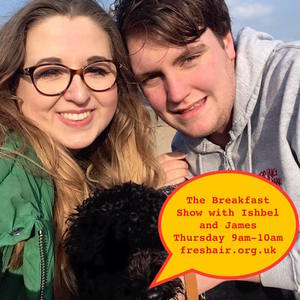 The Breakfast
Show with Ishbel
and James
Thursday 9am-10am
freshair.org.uk